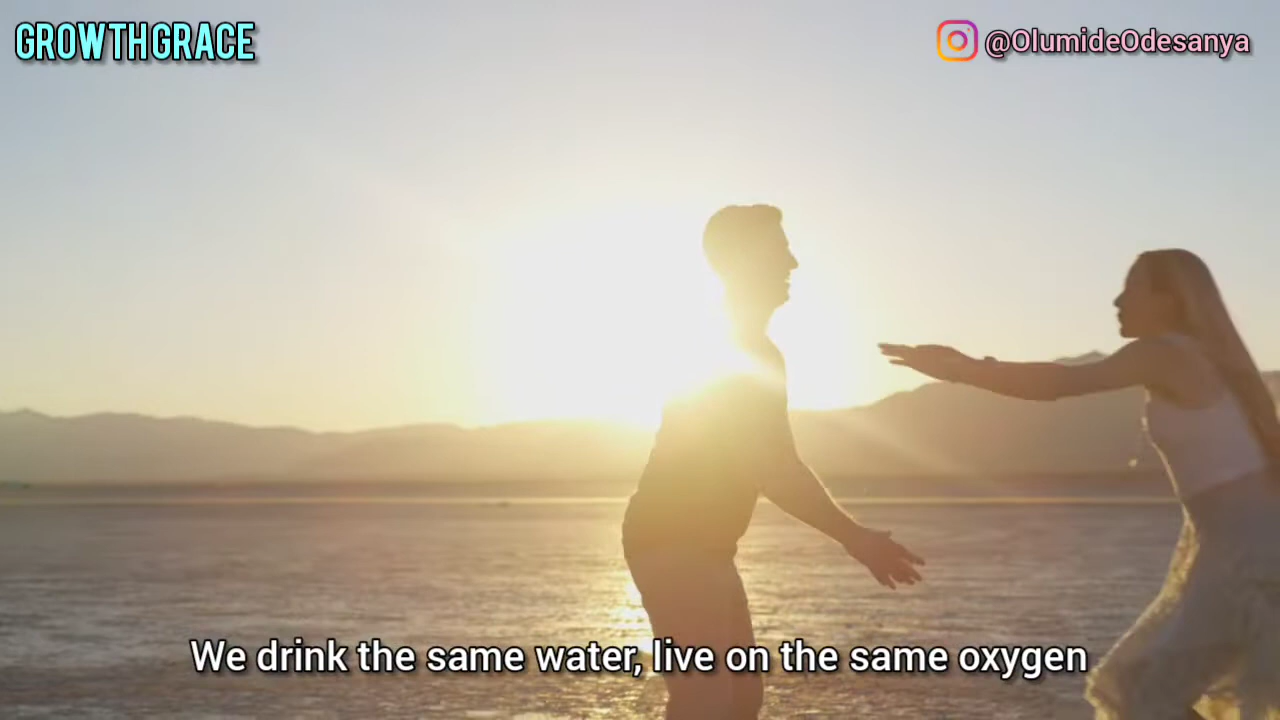 GROWTHGRACE
@OlumideOdesanya
We drink the same water, live on the same oxygen